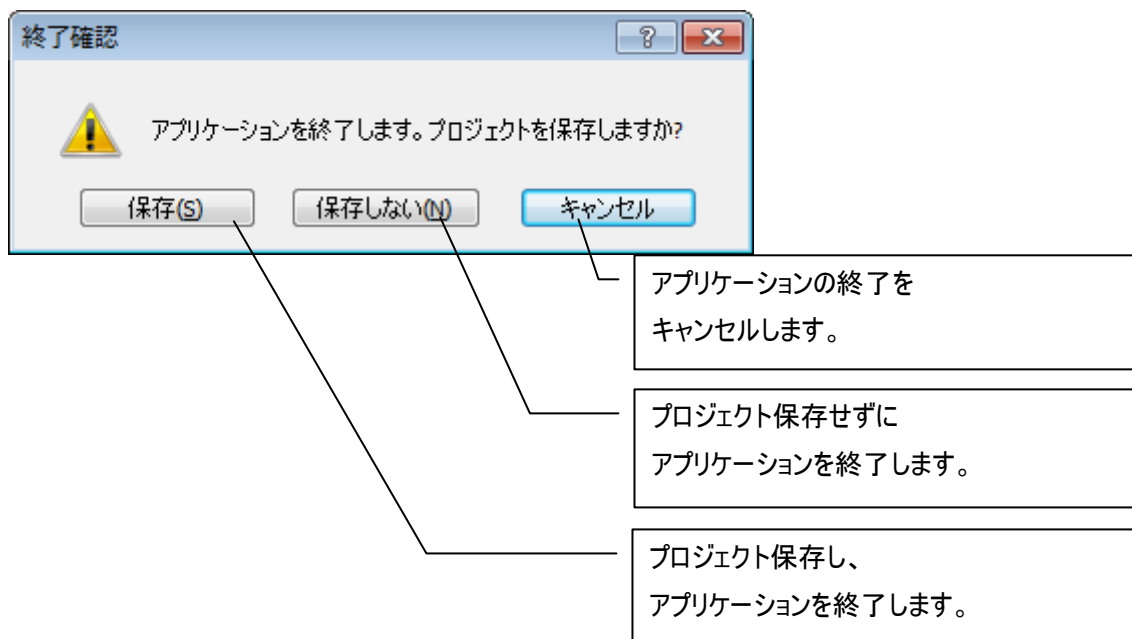 終了確認
アプリケーションを終了します。プロジェクトを保存しますか?
保存(S) 保存しない(N) キャンセル
アプリケーションの終了を
キャンセルします。
プロジェクト保存せずに
アプリケーションを終了します。
プロジェクト保存し、
アプリケーションを終了します。